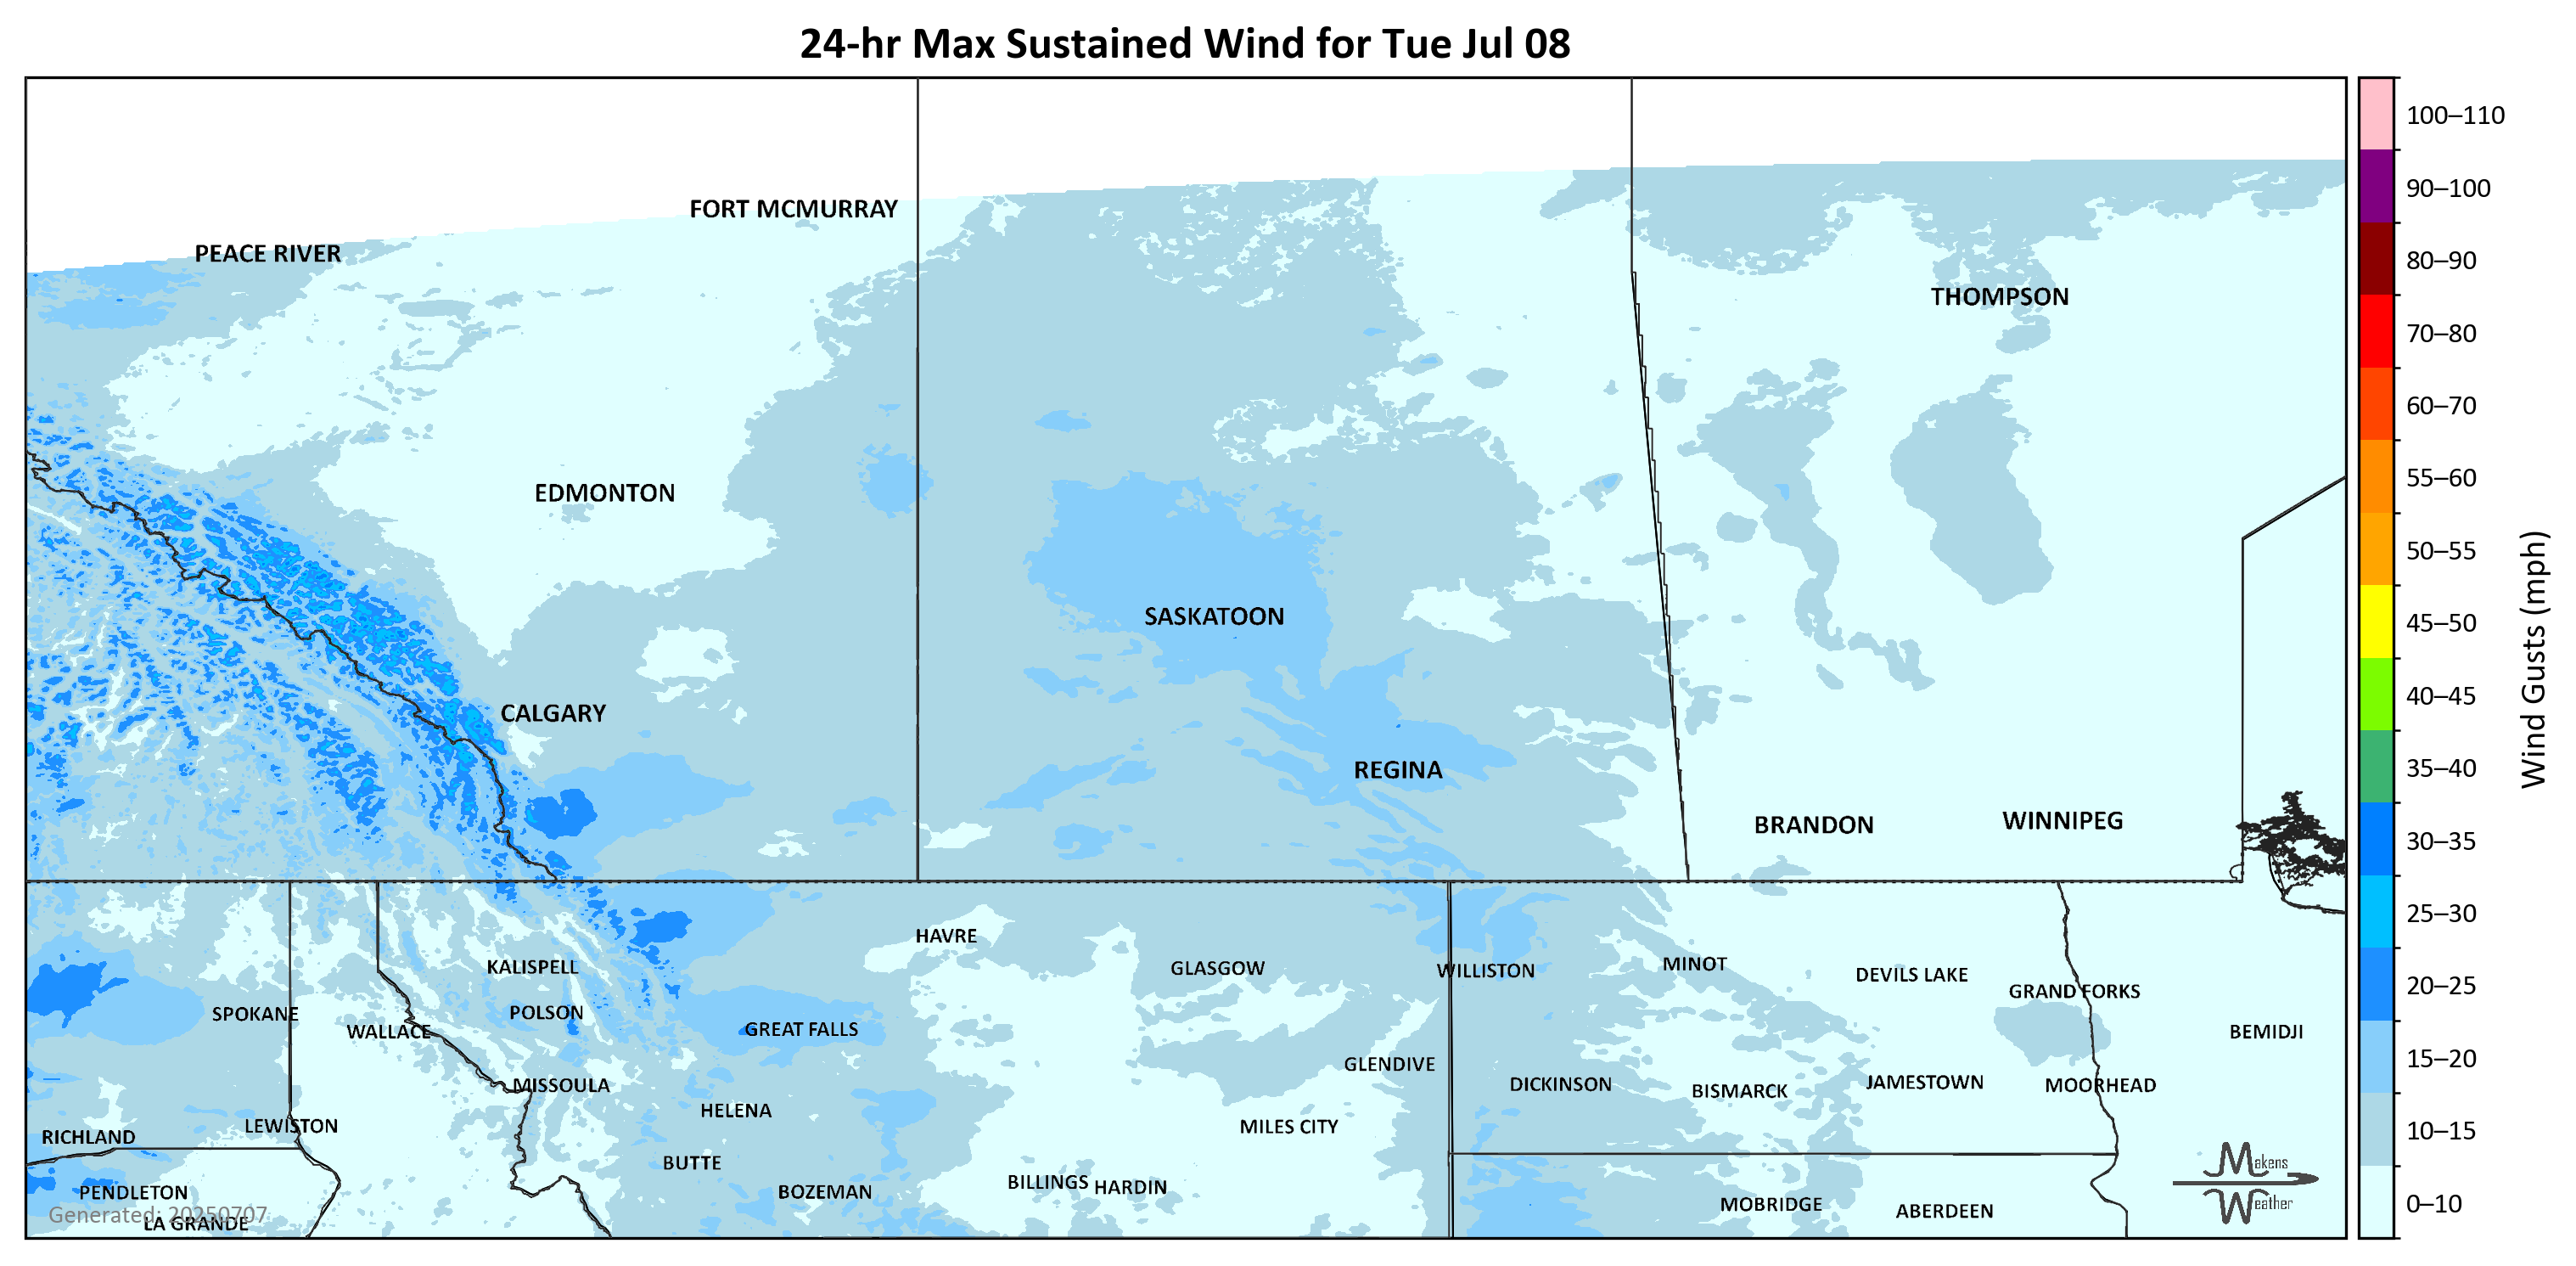 24-hr Max Sustained Wind for Tue Jul 08
100–110
FORT MCMURRAY
90–100
PEACE RIVER
80–90
THOMPSON
70–80
60–70
55–60
EDMONTON
50–55
SASKATOON
45–50
40–45
Wind Gusts (mph)
CALGARY
REGINA
35–40
BRANDON
WINNIPEG
30–35
25–30
HAVRE
KALISPELL
GLASGOW
WILLISTON
MINOT
DEVILS LAKE
20–25
GRAND FORKS
SPOKANE
POLSON
WALLACE
GREAT FALLS
BEMIDJI
15–20
GLENDIVE
MISSOULA
DICKINSON
BISMARCK
JAMESTOWN
MOORHEAD
HELENA
LEWISTON
MILES CITY
10–15
RICHLAND
BUTTE
Makens
Weather
PENDLETON
BOZEMAN
BILLINGS
HARDIN
MOBRIDGE
ABERDEEN
0–10
Generated: 20250707
LA GRANDE